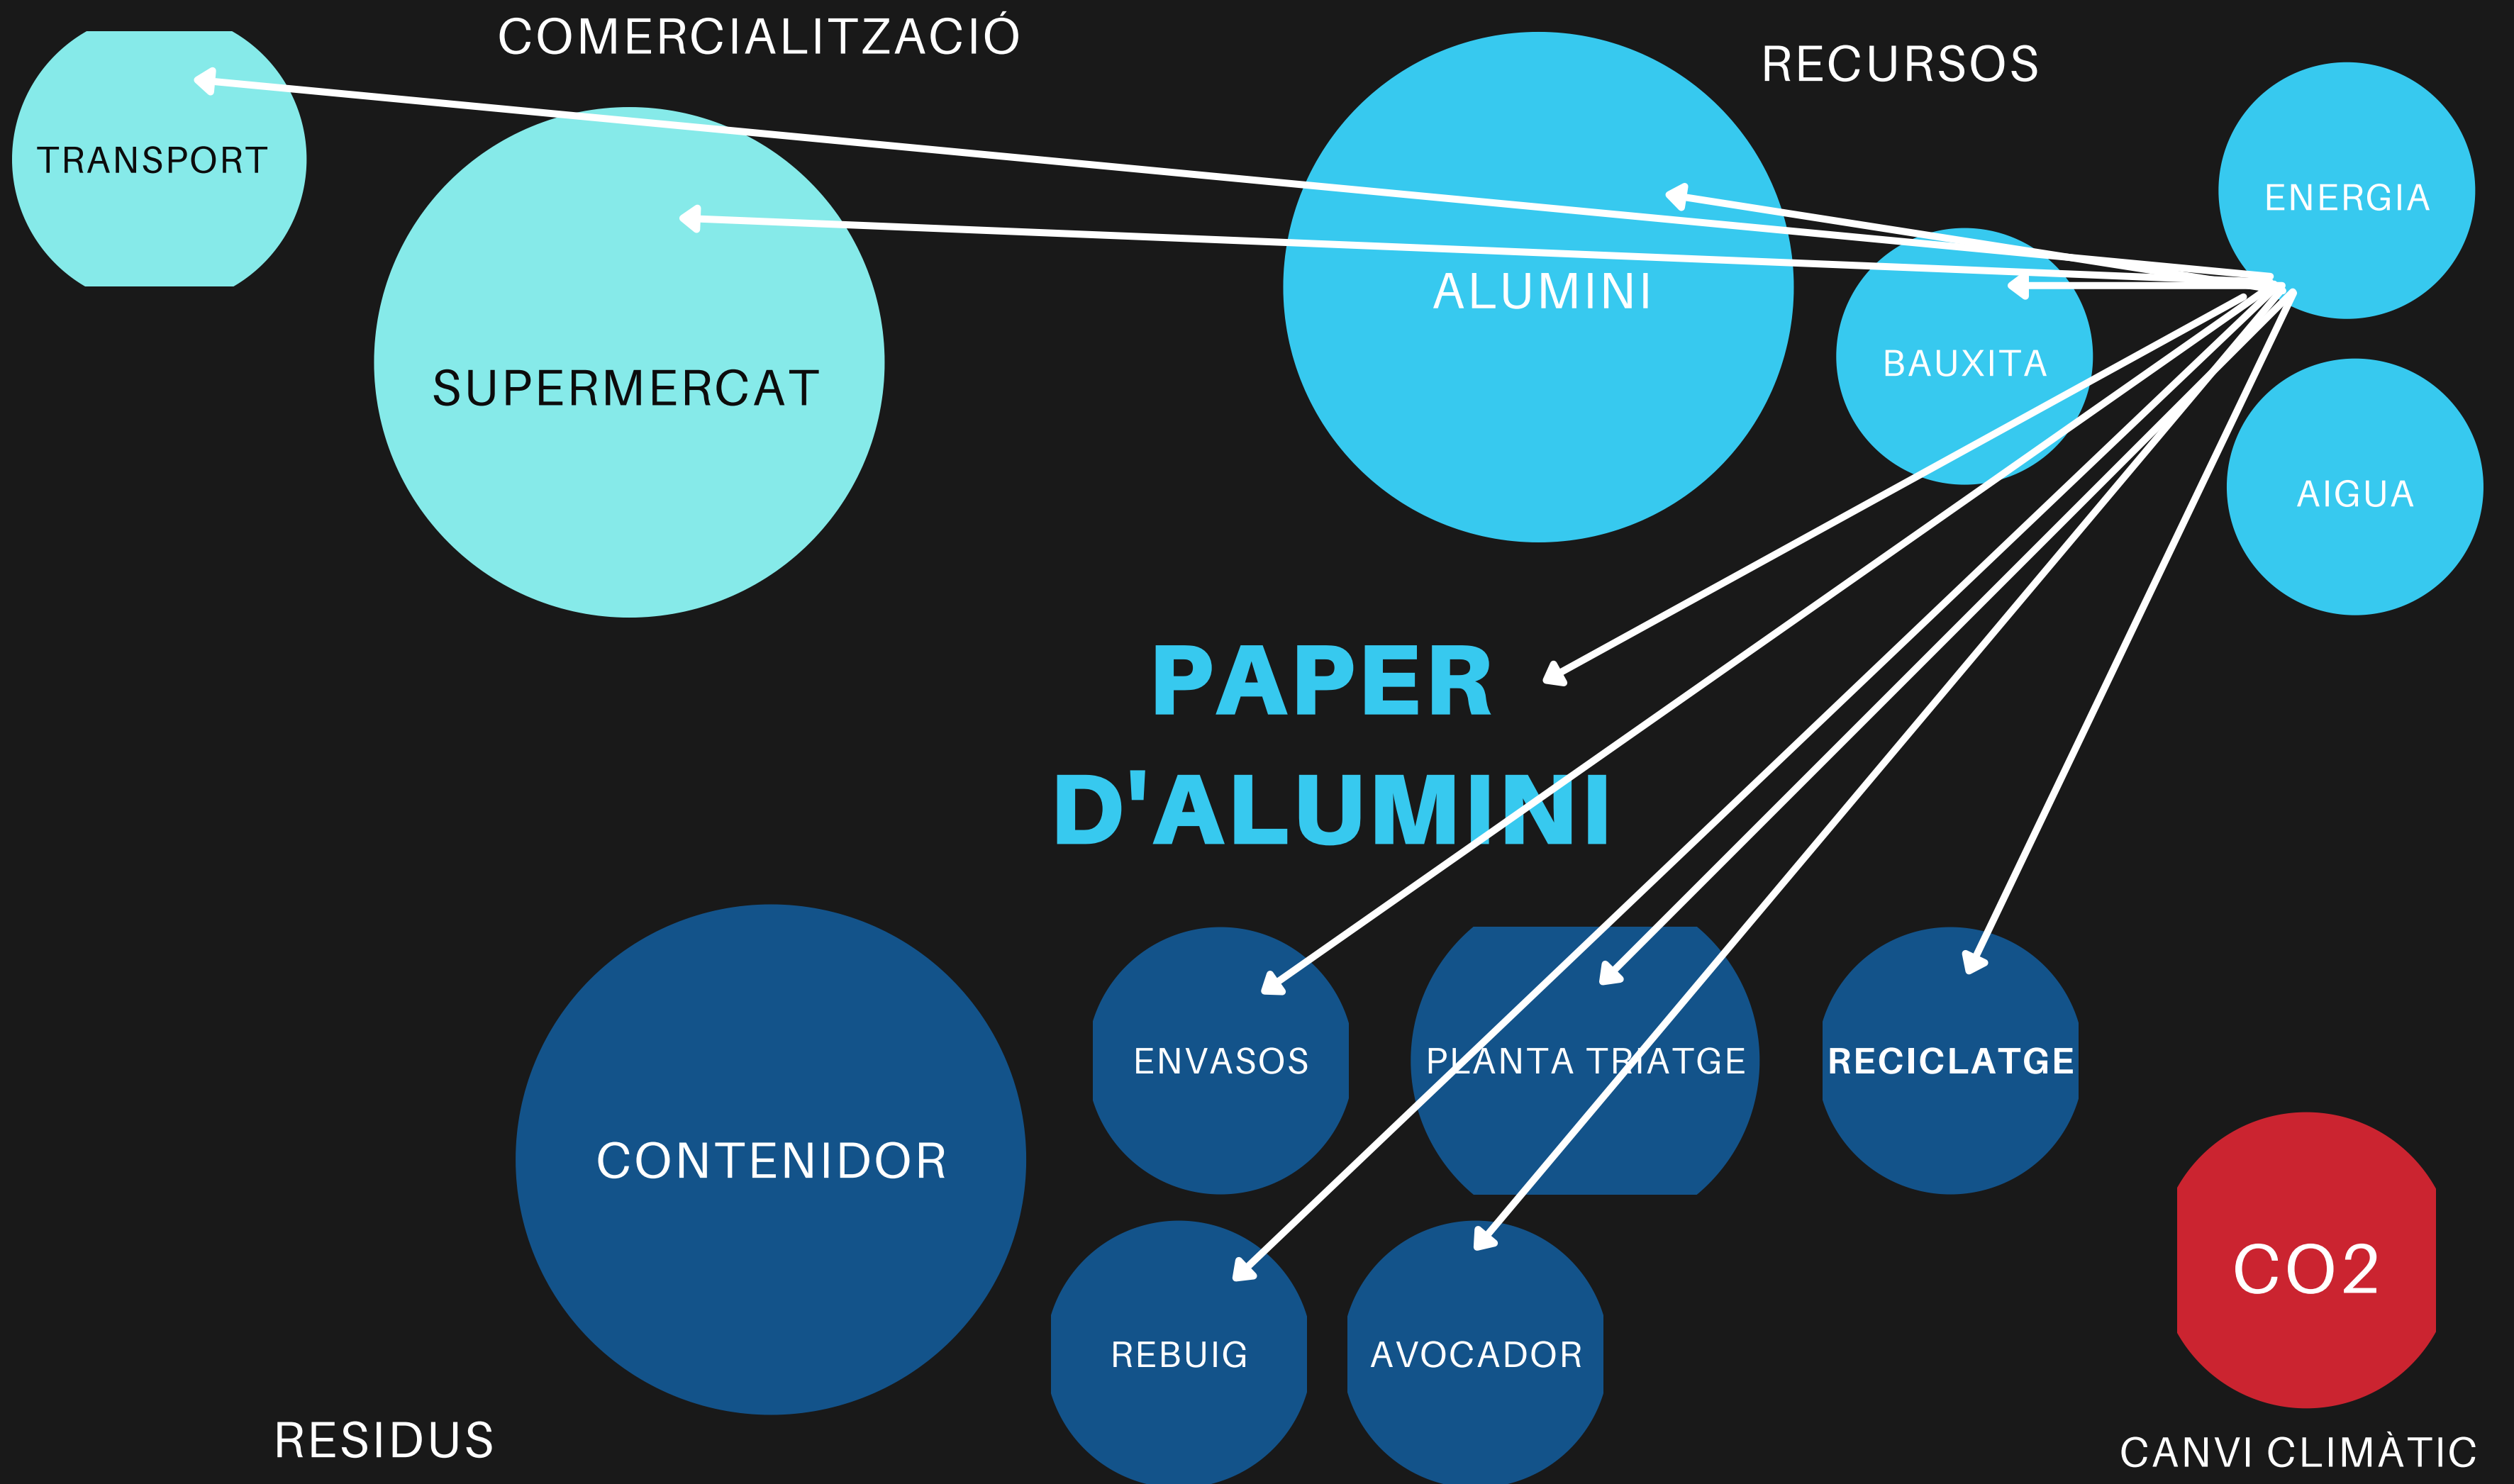 COMERCIALITZACIÓ
RECURSOS
TRANSPORT
ENERGIA
ALUMINI
BAUXITA
SUPERMERCAT
AIGUA
PAPER
D'ALUMINI
ENVASOS
PLANTA TRIATGE
RECICLATGE
CONTENIDOR
CO2
REBUIG
AVOCADOR
RESIDUS
CANVI CLIMÀTIC